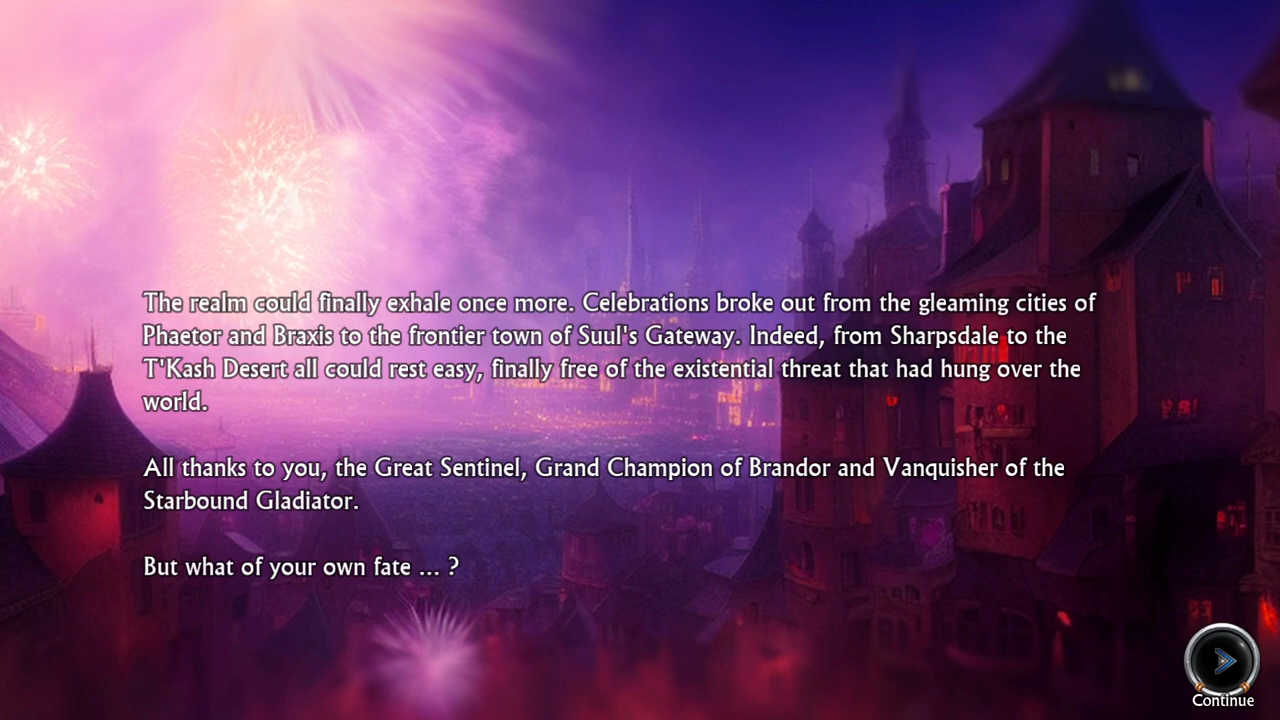 The realm could finally exhale once more. Celebrations broke out from the gleaming cities of
Phaetor and Braxis to the frontier town of Suul's Gateway. Indeed, from Sharpsdale to the
T'Kash Desert all could rest easy, finally free of the existential threat that had hung over the
world.
All thanks to you, the Great Sentinel, Grand Champion of Brandor and Vanquisher of the
Starbound Gladiator.
But what of your own fate ... ?
Continue